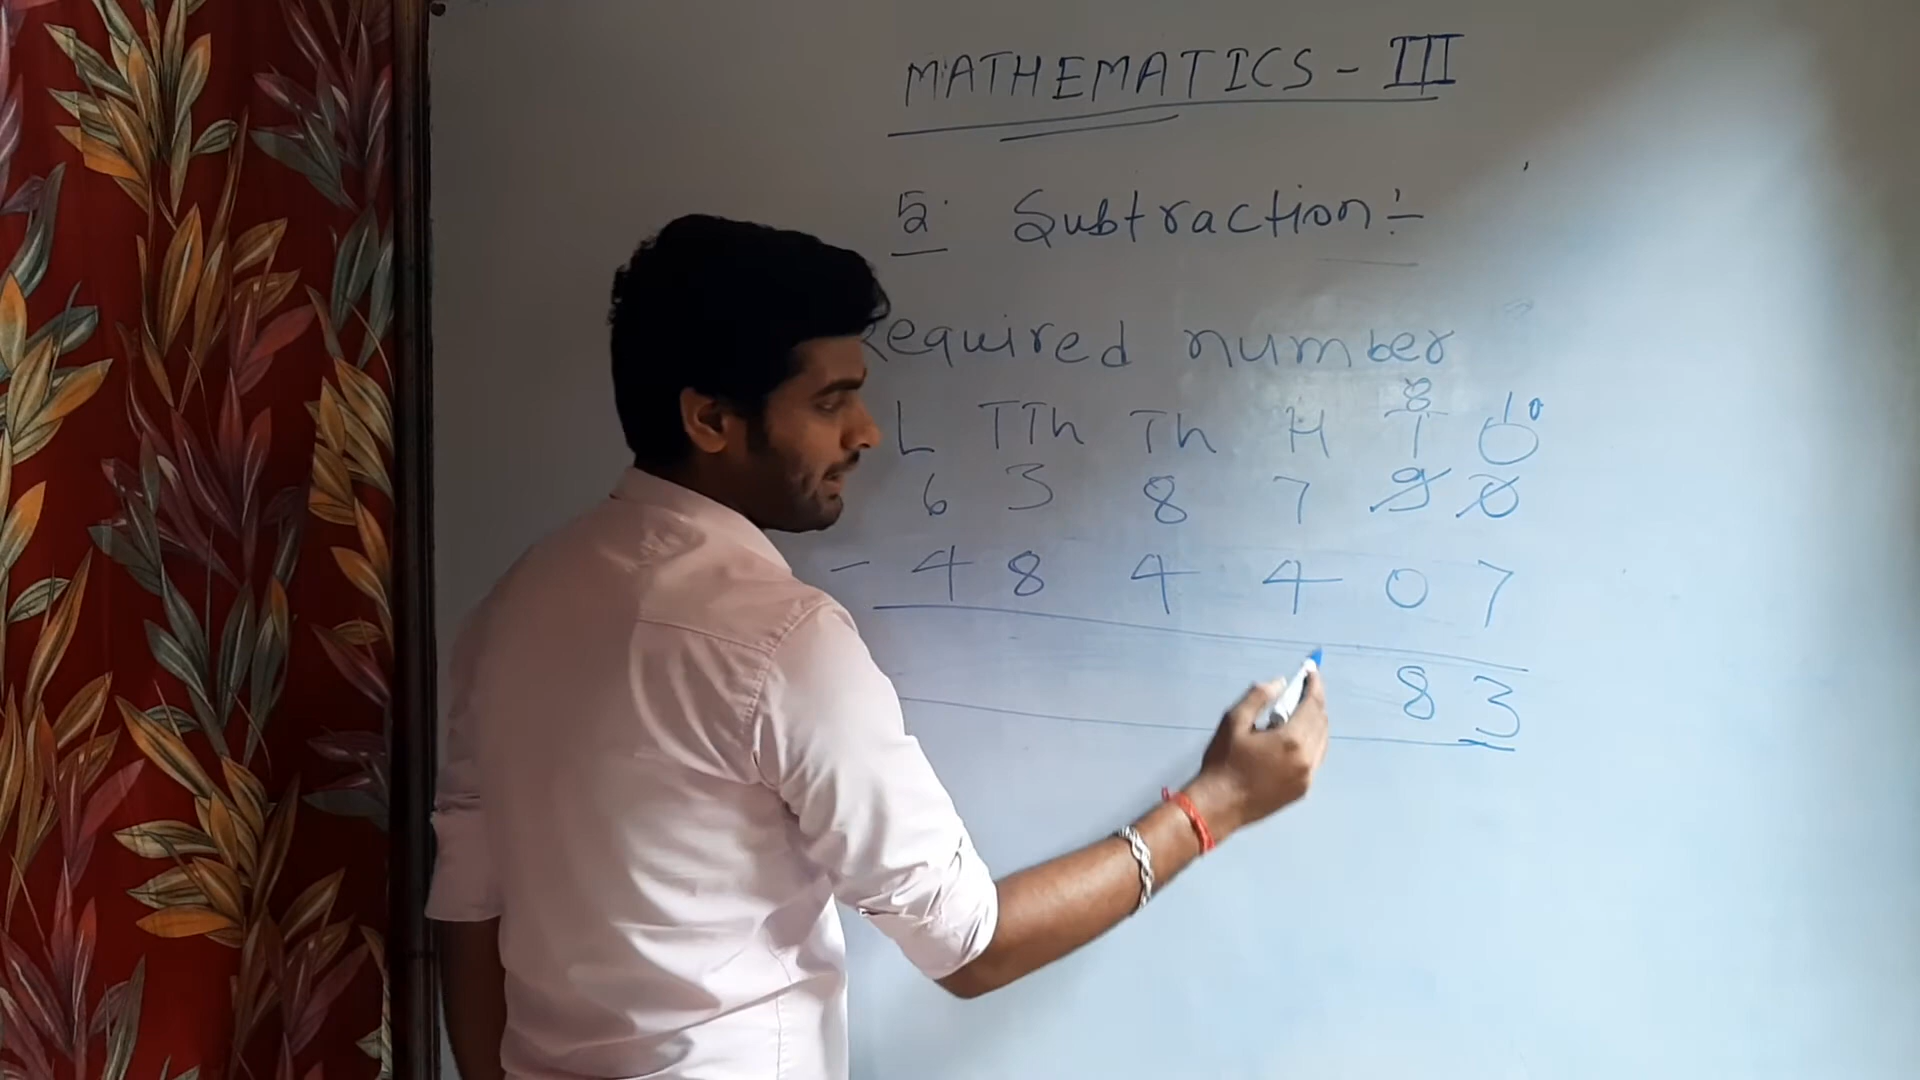 MATHEMATICS - III
5. Subtraction :-
Required number
8 10
L TTh Th H T O
6 3 8 7 9 0
- 4 8 4 4 0 7
8 3